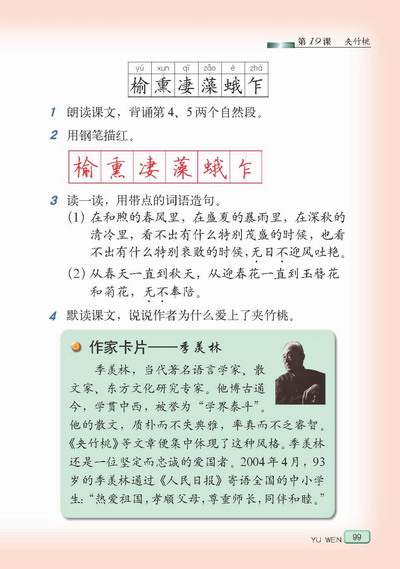 第19课 夹竹桃
yú xun qī zǎo é zhà
榆熏凄藻蛾乍
1 朗读课文，背诵第4、5两个自然段。
2 用钢笔描红。
榆熏凄藻蛾乍
3 读一读，用带点的词语造句。
(1) 在和煦的春风里，在盛夏的暴雨里，在深秋的
清冷里，看不出有什么特别茂盛的时候，也看
不出有什么特别衰败的时候，无日不迎风吐艳。
(2) 从春天一直到秋天，从迎春花一直到玉簪花
和菊花，无不奉陪。
4 默读课文，说说作者为什么爱上了夹竹桃。
作家卡片——季羡林
季羡林，当代著名语言学家、散
文家、东方文化研究专家。他博古通
今，学贯中西，被誉为“学界泰斗”。
他的散文，质朴而不失典雅，率真而不乏睿智。
《夹竹桃》等文章便集中体现了这种风格。季羡林
还是一位坚定而忠诚的爱国者。2004年4月，93
岁的季羡林通过《人民日报》寄语全国的中小学
生：“热爱祖国，孝顺父母，尊重师长，同伴和睦。”
YU WEN 99